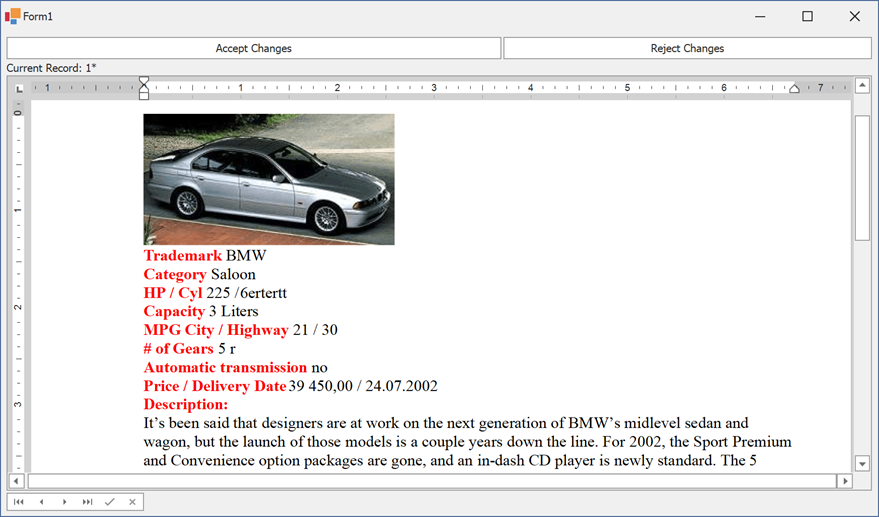 Form1
Accept Changes Reject Changes
Current Record: 1*
1 1 2 3 4 5 6 7
0
1
2
3
Trademark BMW
Category Saloon
HP / Cyl 225 /6ertertt
Capacity 3 Liters
MPG City / Highway 21 / 30
# of Gears 5 r
Automatic transmission no
Price / Delivery Date 39 450,00 / 24.07.2002
Description:
It’s been said that designers are at work on the next generation of BMW’s midlevel sedan and
wagon, but the launch of those models is a couple years down the line. For 2002, the Sport Premium
and Convenience option packages are gone, and an in-dash CD player is newly standard. The 5